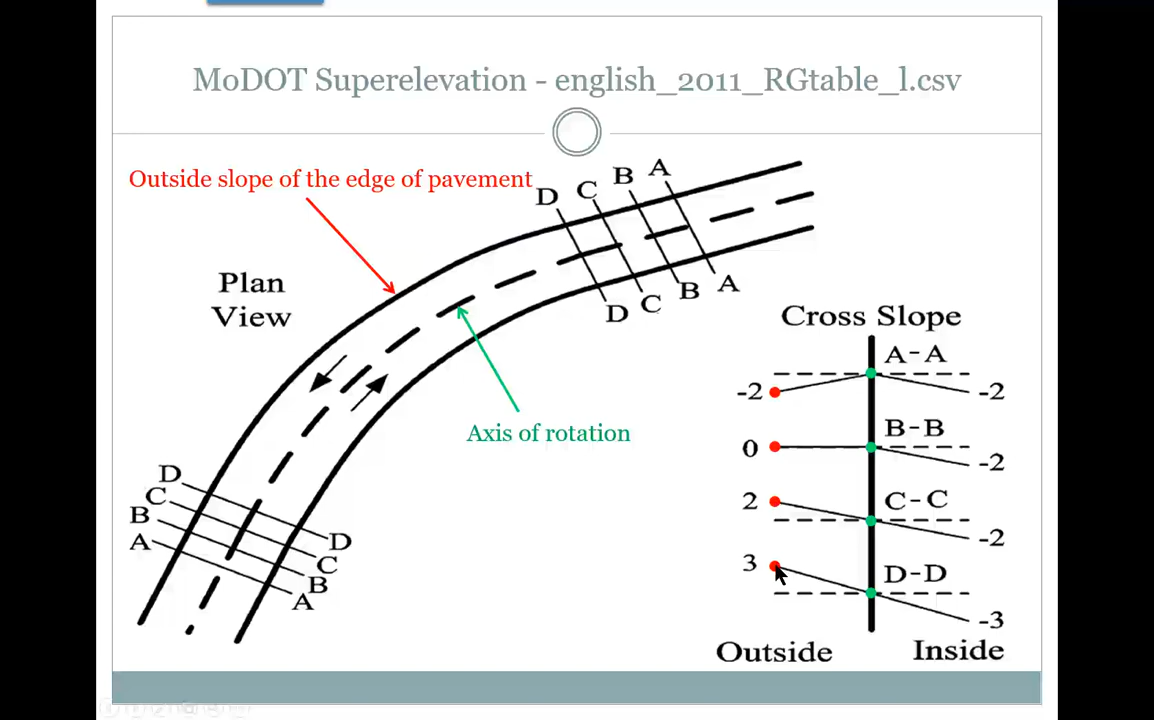 MoDOT Superelevation - english_2011_RGtable_l.csv
Outside slope of the edge of pavement
D C B A
D C B A
Plan
View
Axis of rotation
D
C
B
A
D
C
B
A
Cross Slope
A-A
-2 -2
B-B
0 -2
C-C
2 -2
D-D
3 -3
Outside Inside